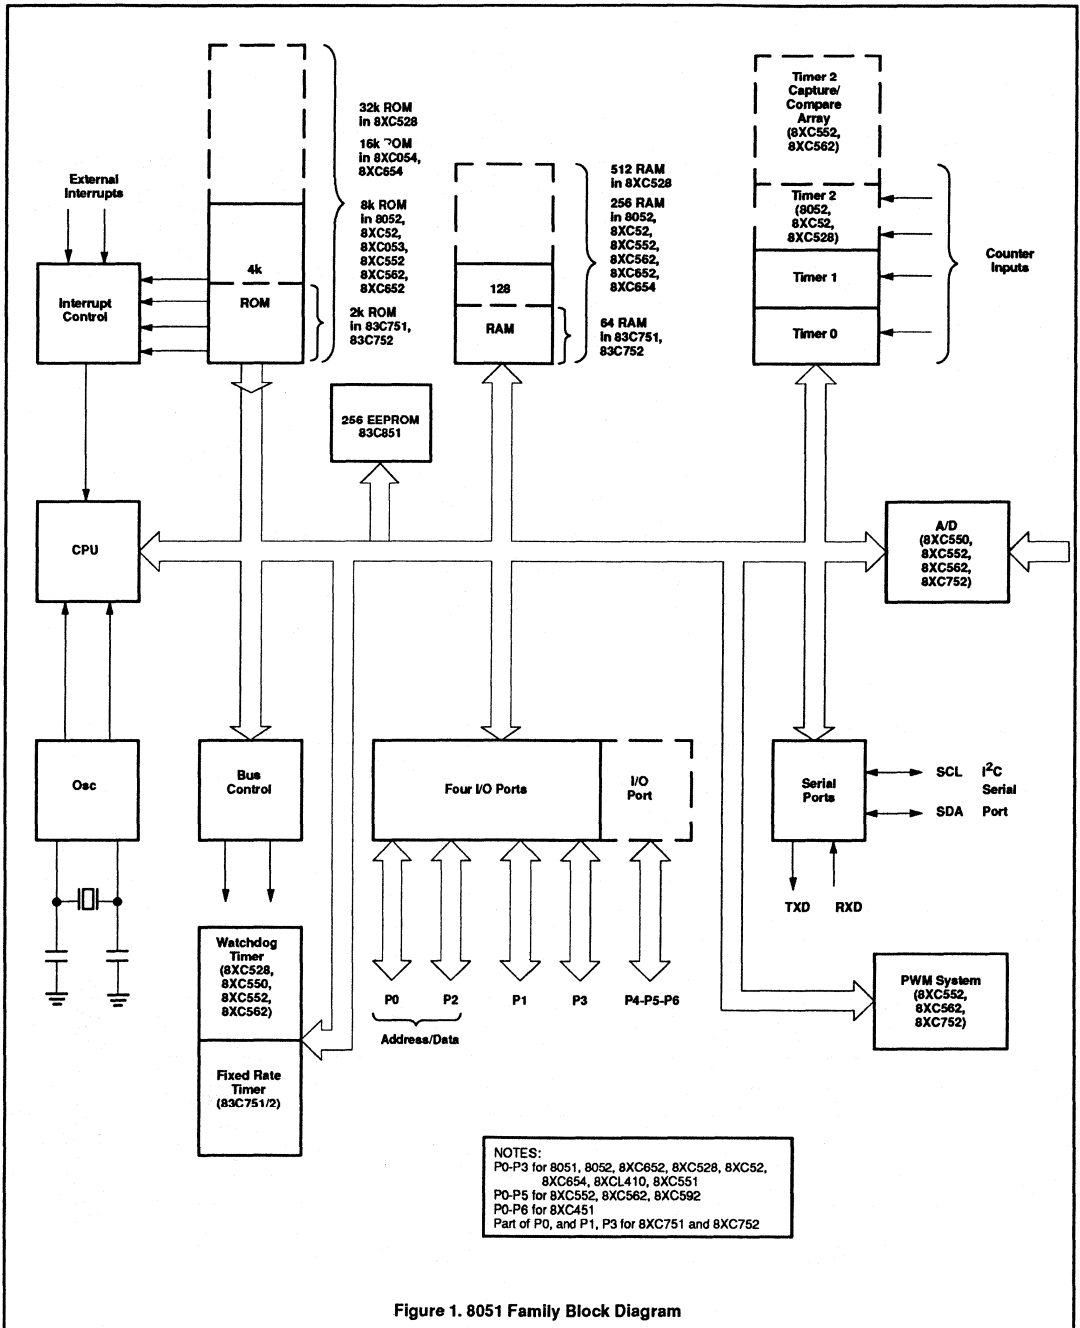 External
Interrupts
Interrupt
Control
4k
ROM
32k ROM
in 8XC528
16k ROM
in 8XC054,
8XC654
8k ROM
in 8052,
8XC52,
8XC053,
8XC552
8XC562,
8XC652
2k ROM
in 83C751,
83C752
128
RAM
512 RAM
in 8XC528
256 RAM
in 8052,
8XC52,
8XC552,
8XC562,
8XC652,
8XC654
64 RAM
in 83C751,
83C752
Timer 2
Capture/
Compare
Array
(8XC552,
8XC562)
Timer 2
(8052,
8XC52,
8XC528)
Timer 1
Timer 0
Counter
Inputs
256 EEPROM
83C851
CPU
A/D
(8XC550,
8XC552,
8XC562,
8XC752)
Osc
Bus
Control
Four I/O Ports
I/O
Port
Serial
Ports
SCL I²C
Serial
SDA Port
TXD RXD
Watchdog
Timer
(8XC528,
8XC550,
8XC552,
8XC562)
Fixed Rate
Timer
(83C751/2)
P0 P2 P1 P3 P4-P5-P6
Address/Data
PWM System
(8XC552,
8XC562,
8XC752)
NOTES:
P0-P3 for 8051, 8052, 8XC652, 8XC528, 8XC52,
8XC654, 8XCL410, 8XC551
P0-P5 for 8XC552, 8XC562, 8XC592
P0-P6 for 8XC451
Part of P0, and P1, P3 for 8XC751 and 8XC752
Figure 1. 8051 Family Block Diagram